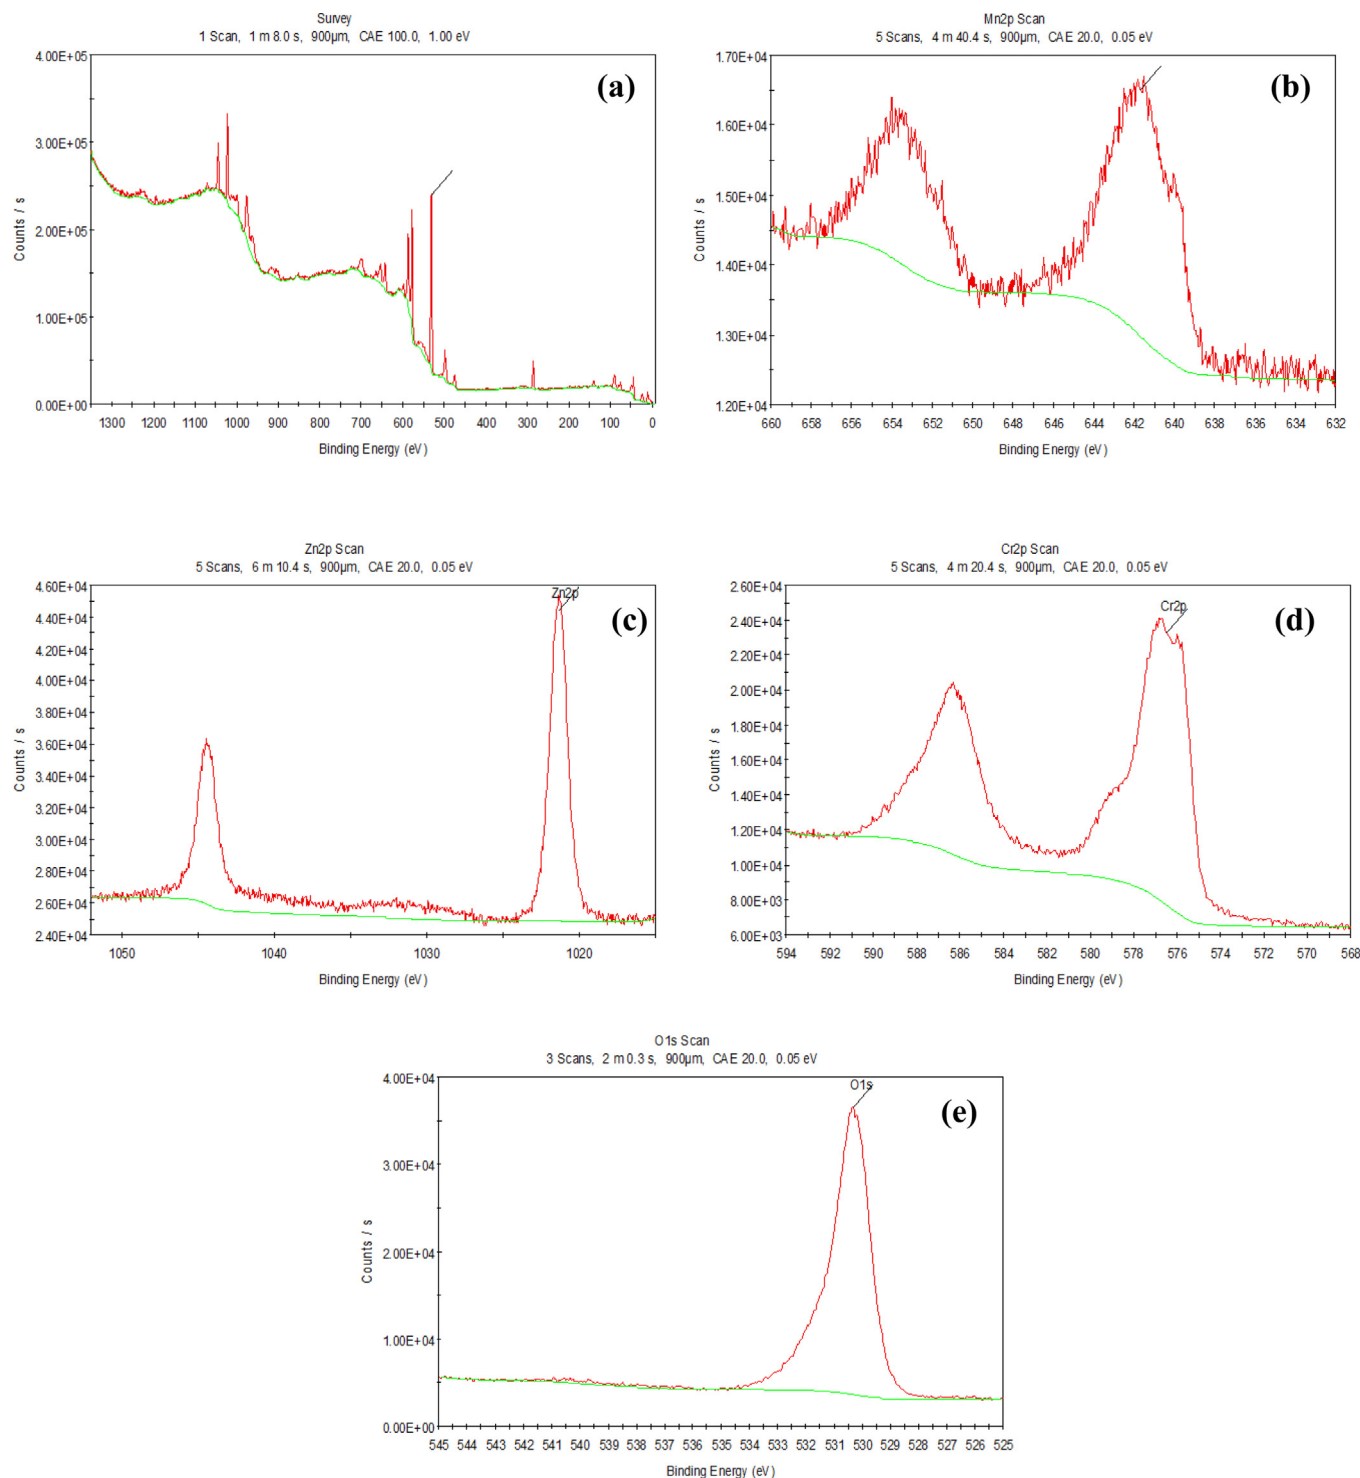 Survey
1 Scan, 1 m 8.0 s, 900µm, CAE 100.0, 1.00 eV
(a)
4.00E+05
3.00E+05
2.00E+05
1.00E+05
0.00E+00
Counts / s
1300 1200 1100 1000 900 800 700 600 500 400 300 200 100 0
Binding Energy (eV)
Mn2p Scan
5 Scans, 4 m 40.4 s, 900µm, CAE 20.0, 0.05 eV
(b)
1.70E+04
1.60E+04
1.50E+04
1.40E+04
1.30E+04
1.20E+04
Counts / s
660 658 656 654 652 650 648 646 644 642 640 638 636 634 632
Binding Energy (eV)
Zn2p Scan
5 Scans, 6 m 10.4 s, 900µm, CAE 20.0, 0.05 eV
Zn2p
(c)
4.60E+04
4.40E+04
4.20E+04
4.00E+04
3.80E+04
3.60E+04
3.40E+04
3.20E+04
3.00E+04
2.80E+04
2.60E+04
2.40E+04
Counts / s
1050 1040 1030 1020
Binding Energy (eV)
Cr2p Scan
5 Scans, 4 m 20.4 s, 900µm, CAE 20.0, 0.05 eV
Cr2p
(d)
2.60E+04
2.40E+04
2.20E+04
2.00E+04
1.80E+04
1.60E+04
1.40E+04
1.20E+04
1.00E+04
8.00E+03
6.00E+03
Counts / s
594 592 590 588 586 584 582 580 578 576 574 572 570 568
Binding Energy (eV)
O1s Scan
3 Scans, 2 m 0.3 s, 900µm, CAE 20.0, 0.05 eV
O1s
(e)
4.00E+04
3.00E+04
2.00E+04
1.00E+04
0.00E+00
Counts / s
545 544 543 542 541 540 539 538 537 536 535 534 533 532 531 530 529 528 527 526 525
Binding Energy (eV)